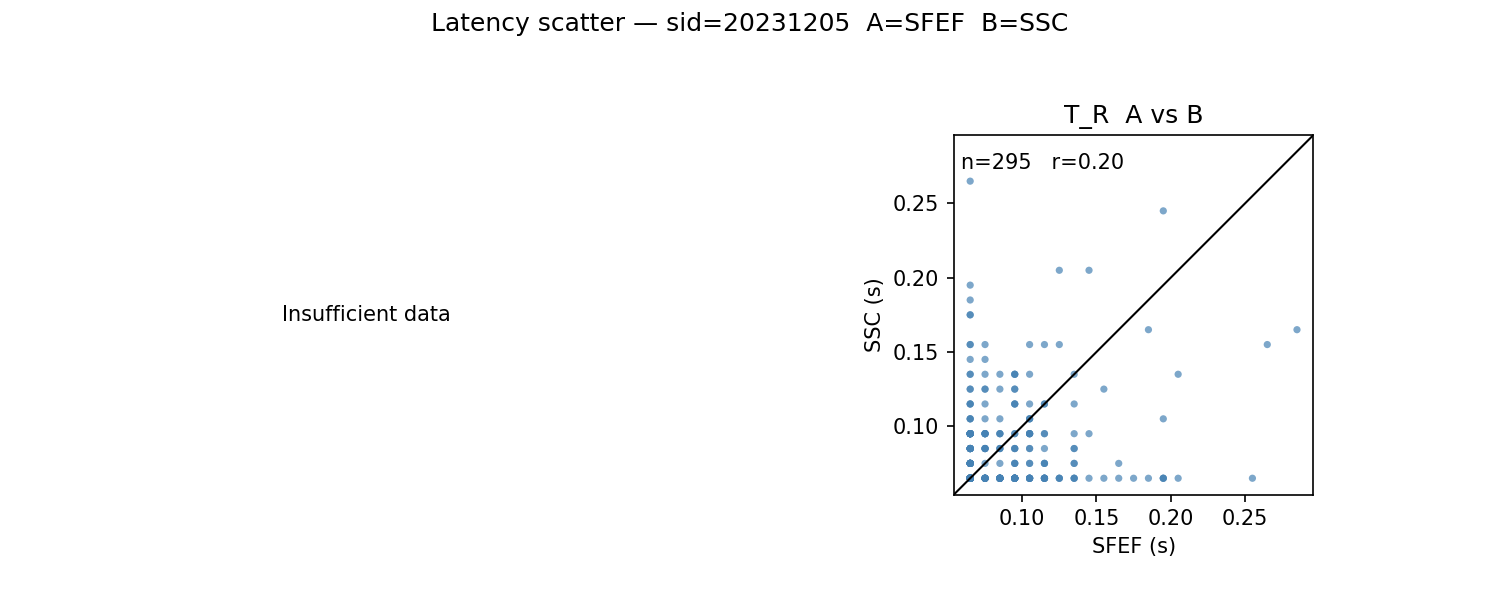 Latency scatter — sid=20231205  A=SFEF  B=SSC
Insufficient data
T_R  A vs B
n=295   r=0.20
SSC (s)
0.25
0.20
0.15
0.10
0.10 0.15 0.20 0.25
SFEF (s)